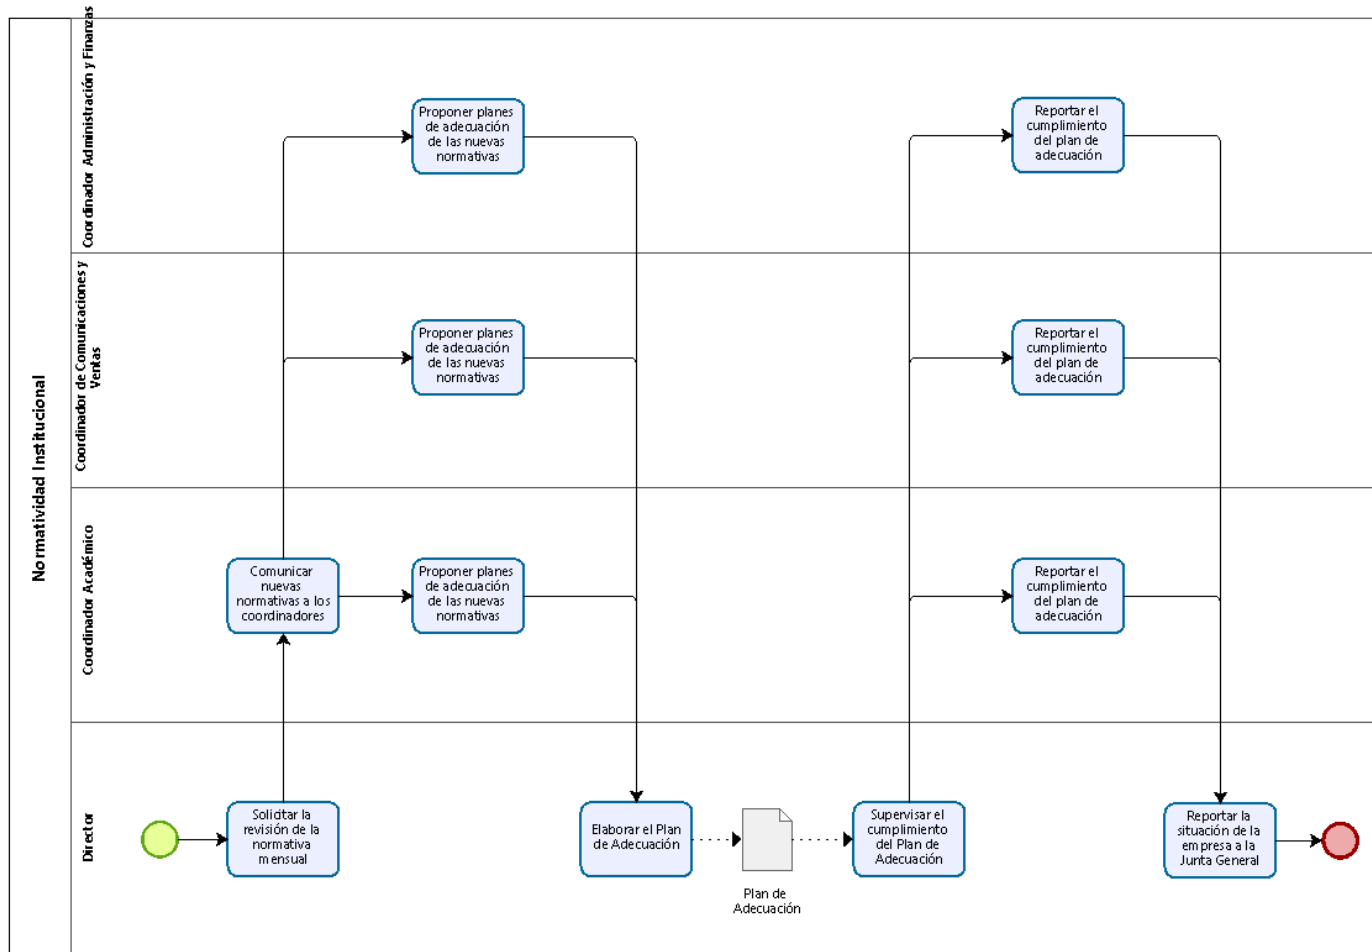 Normatividad Institucional
Coordinador Administración y Finanzas
Proponer planes
de adecuación
de las nuevas
normativas
Reportar el
cumplimiento
del plan de
adecuación
Coordinador de Comunicaciones y
Ventas
Proponer planes
de adecuación
de las nuevas
normativas
Reportar el
cumplimiento
del plan de
adecuación
Coordinador Académico
Comunicar
nuevas
normativas a los
coordinadores
Proponer planes
de adecuación
de las nuevas
normativas
Reportar el
cumplimiento
del plan de
adecuación
Director
Solicitar la
revisión de la
normativa
mensual
Elaborar el Plan
de Adecuación
Plan de
Adecuación
Supervisar el
cumplimiento
del Plan de
Adecuación
Reportar la
situación de la
empresa a la
Junta General